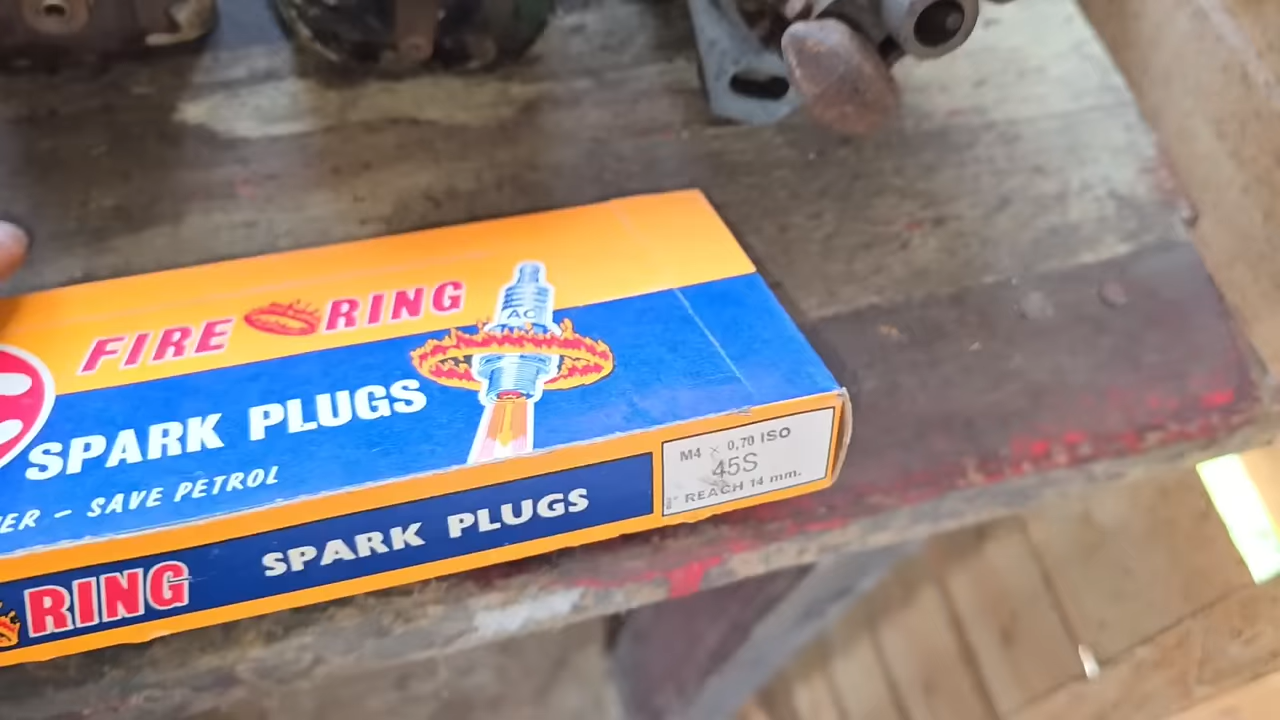 FIRE RING
AC
SPARK PLUGS
ER - SAVE PETROL
RING SPARK PLUGS
M4 × 0,70 ISO
45S
REACH 14 mm.